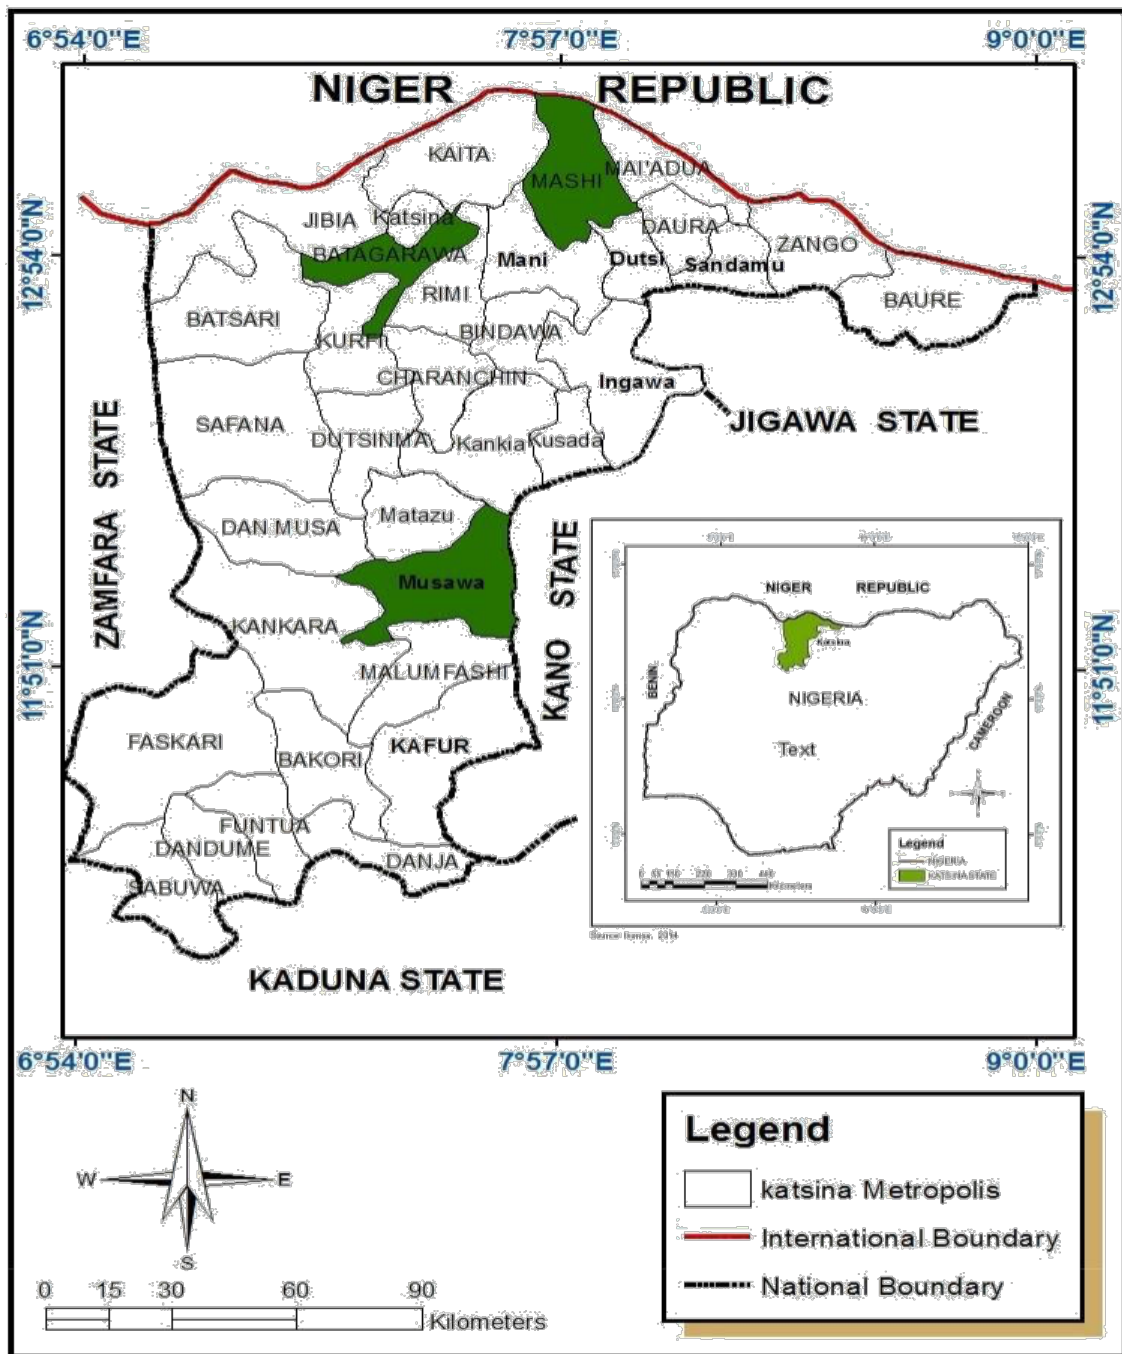 6°54'0"E 7°57'0"E 9°0'0"E
NIGER REPUBLIC
KAITA
MAI'ADUA
MASHI
JIBIA
Katsina
DAURA
ZANGO
BATAGARAWA
Mani
Dutsi
Sandamu
12°54'0"N
12°54'0"N
RIMI
BAURE
BATSARI
KURFI
BINDAWA
CHARANCHIN
Ingawa
SAFANA
JIGAWA STATE
DUTSINMA
Kankia
Kusada
ZAMFARA STATE
Matazu
DAN MUSA
Musawa
KANO STATE
KANKARA
MALUMFASHI
11°51'0"N
11°51'0"N
FASKARI
BAKORI
KAFUR
FUNTUA
DANDUME
DANJA
SABUWA
KADUNA STATE
NIGER REPUBLIC
Katsina
BENIN
NIGERIA
CAMEROON
Text
Legend
NIGERIA
KATSINA STATE
Kilometers
6°54'0"E 7°57'0"E 9°0'0"E
N
W E
S
0 15 30 60 90
Kilometers
Legend
katsina Metropolis
International Boundary
National Boundary